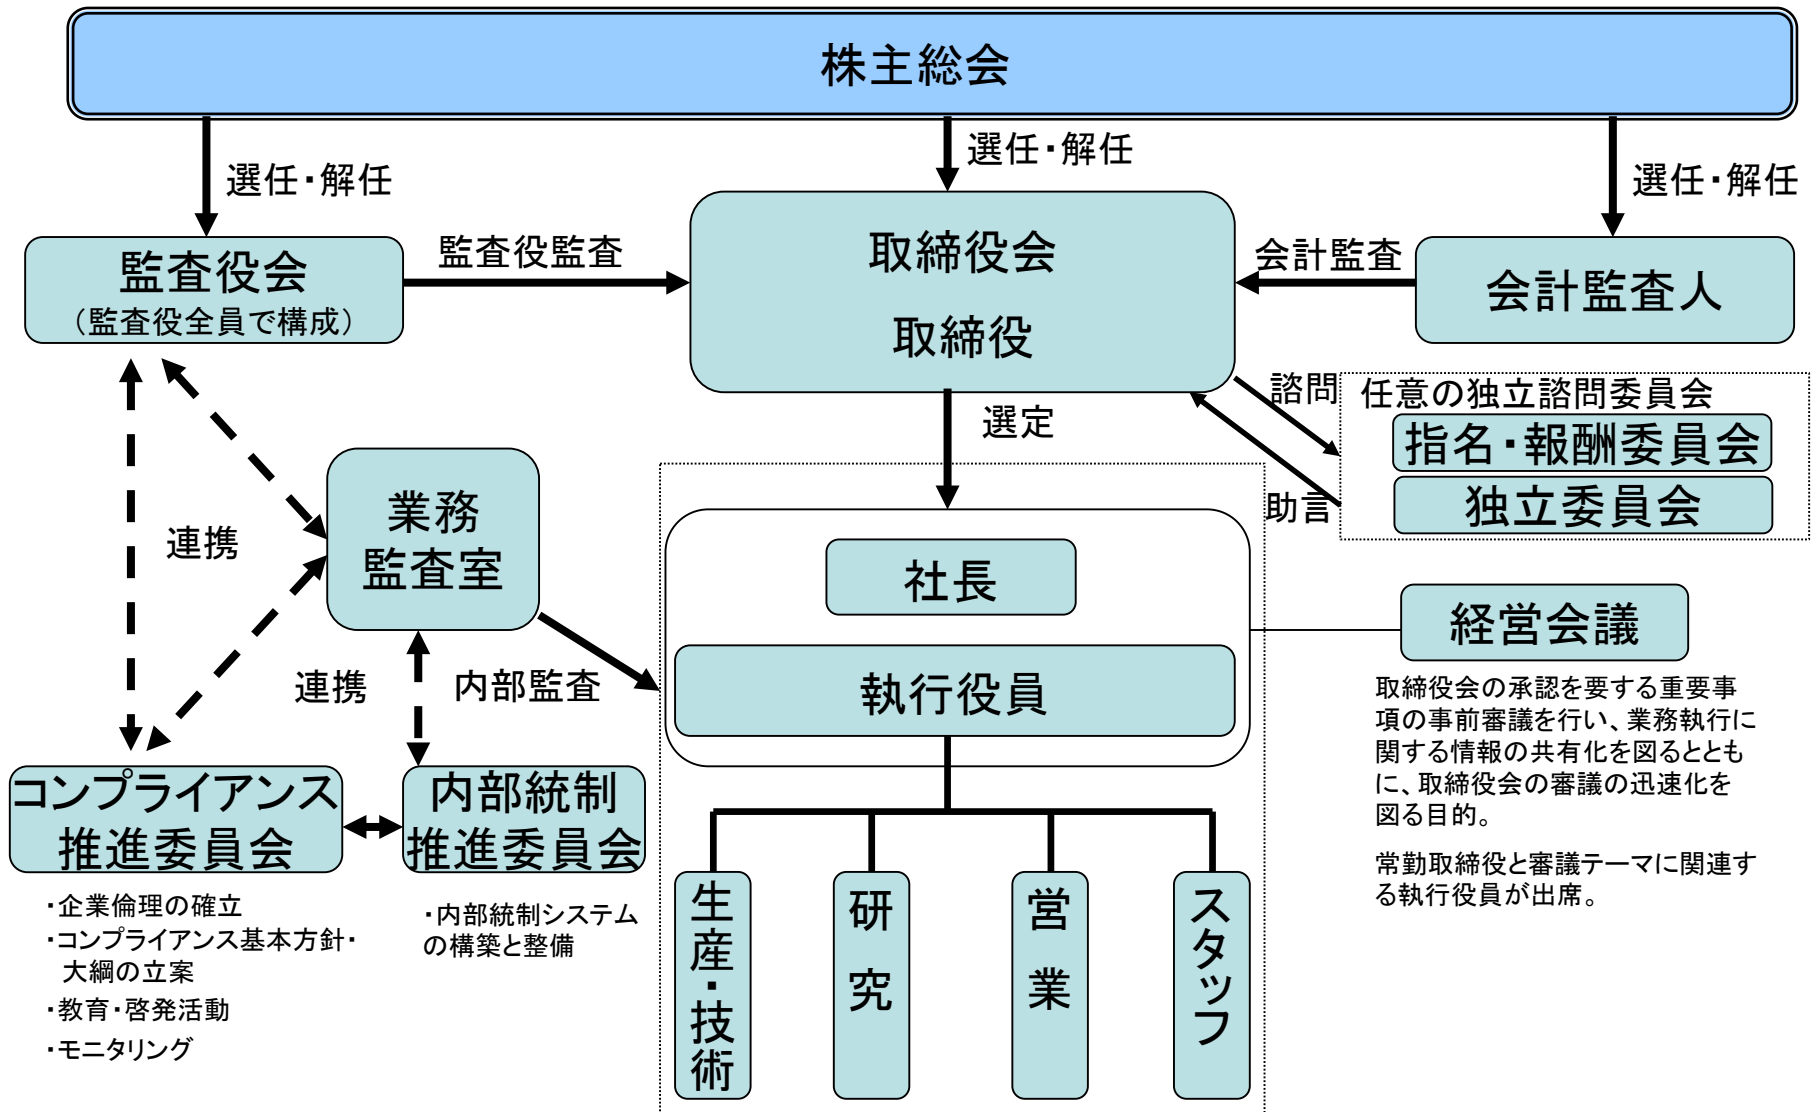 株主総会
選任・解任
選任・解任
選任・解任
監査役会
（監査役全員で構成）
監査役監査
取締役会
取締役
会計監査
会計監査人
選定
諮問
助言
任意の独立諮問委員会
指名・報酬委員会
独立委員会
連携
業務
監査室
社長
執行役員
経営会議
取締役会の承認を要する重要事
項の事前審議を行い、業務執行に
関する情報の共有化を図るととも
に、取締役会の審議の迅速化を
図る目的。
常勤取締役と審議テーマに関連す
る執行役員が出席。
連携
内部監査
コンプライアンス
推進委員会
・企業倫理の確立
・コンプライアンス基本方針・
大綱の立案
・教育・啓発活動
・モニタリング
内部統制
推進委員会
・内部統制システム
の構築と整備
生産・技術
研究
営業
スタッフ